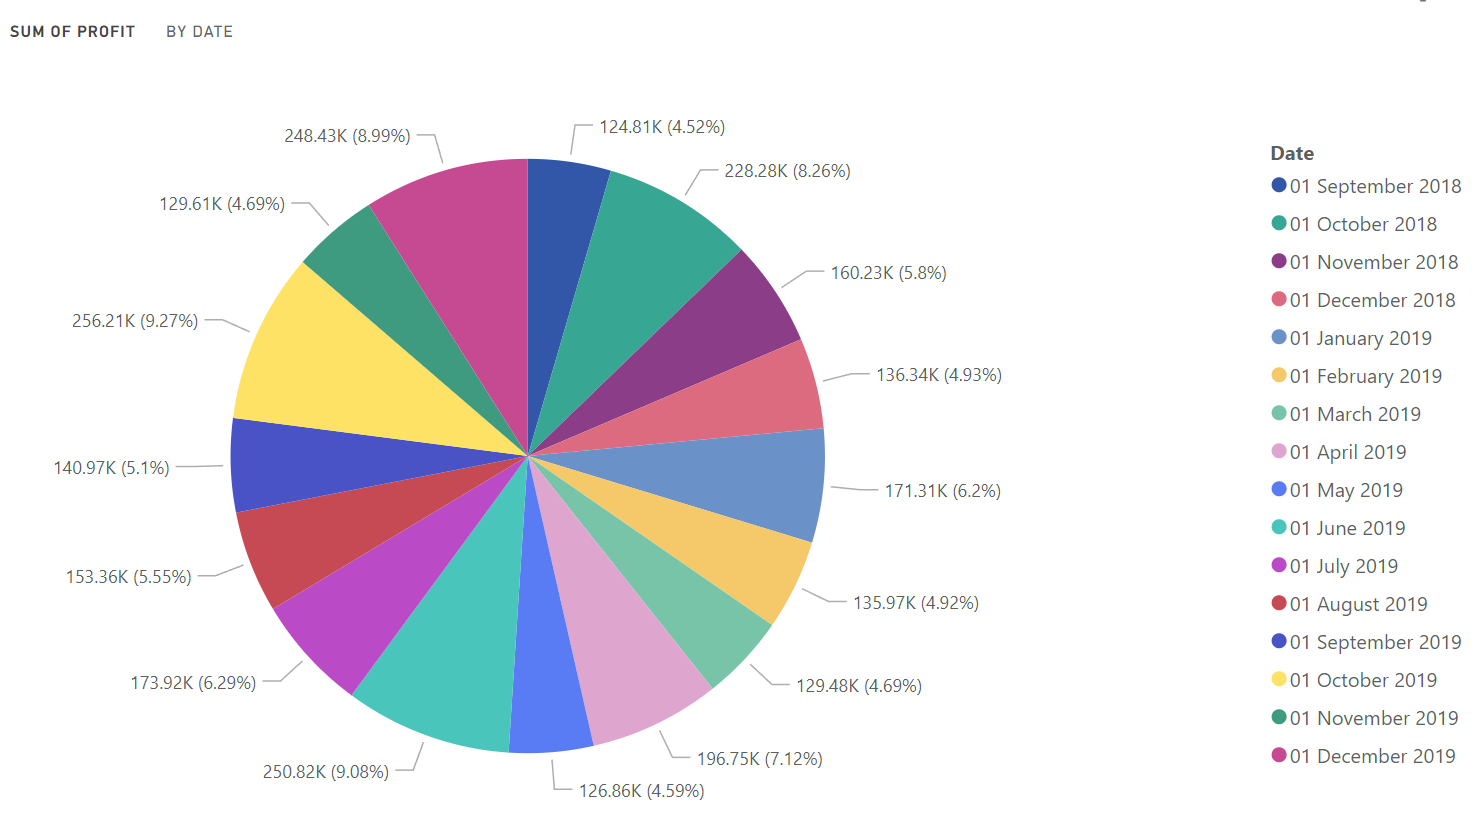 SUM OF PROFIT BY DATE
124.81K (4.52%)
228.28K (8.26%)
160.23K (5.8%)
136.34K (4.93%)
171.31K (6.2%)
135.97K (4.92%)
129.48K (4.69%)
196.75K (7.12%)
126.86K (4.59%)
250.82K (9.08%)
173.92K (6.29%)
153.36K (5.55%)
140.97K (5.1%)
256.21K (9.27%)
129.61K (4.69%)
248.43K (8.99%)
Date
01 September 2018
01 October 2018
01 November 2018
01 December 2018
01 January 2019
01 February 2019
01 March 2019
01 April 2019
01 May 2019
01 June 2019
01 July 2019
01 August 2019
01 September 2019
01 October 2019
01 November 2019
01 December 2019